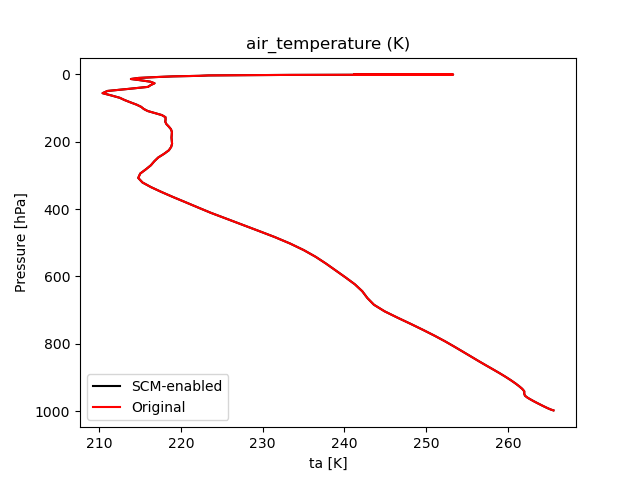 air_temperature (K)
0
200
400
600
800
1000
Pressure [hPa]
SCM-enabled
Original
210 220 230 240 250 260
ta [K]